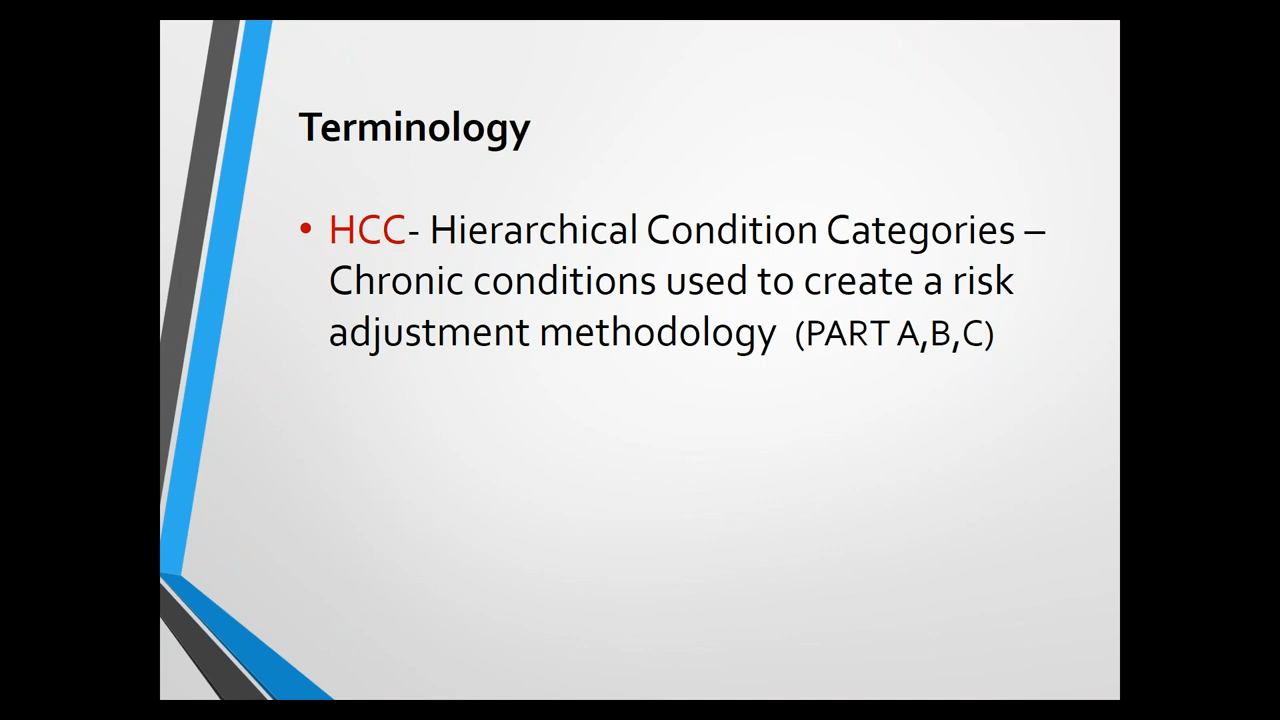 Terminology
• HCC- Hierarchical Condition Categories –
Chronic conditions used to create a risk
adjustment methodology (PART A,B,C)